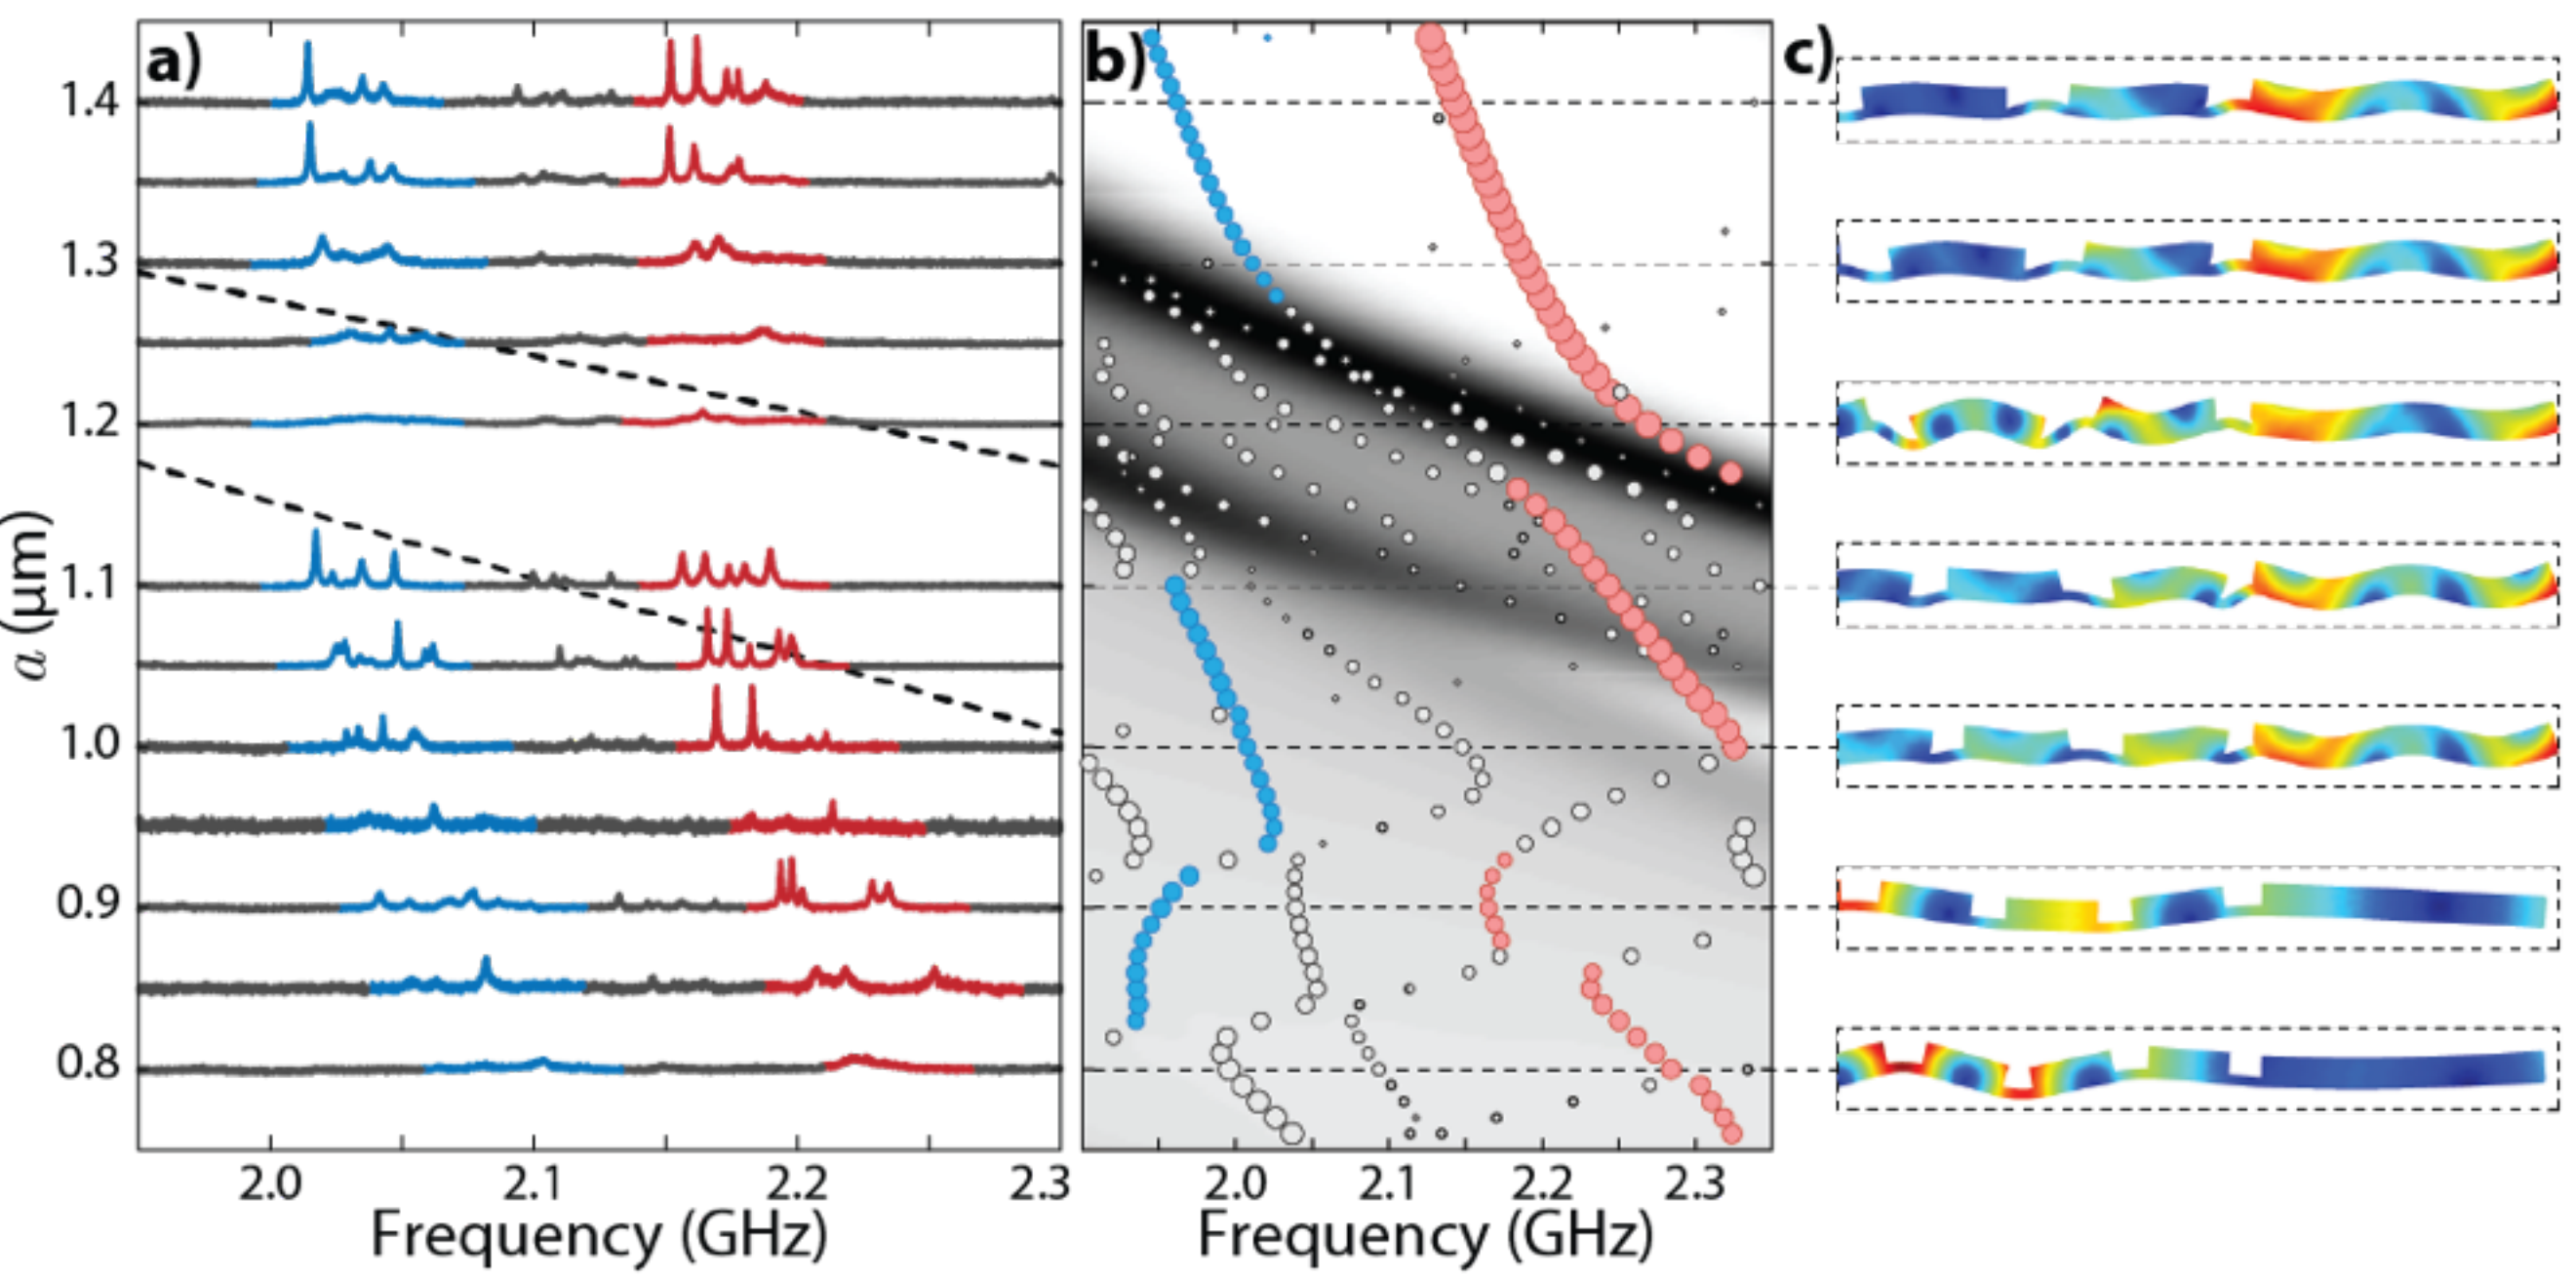 a)
b)
c)
1.4
1.3
1.2
1.1
1.0
0.9
0.8
a (μm)
2.0 2.1 2.2 2.3
Frequency (GHz)
2.0 2.1 2.2 2.3
Frequency (GHz)